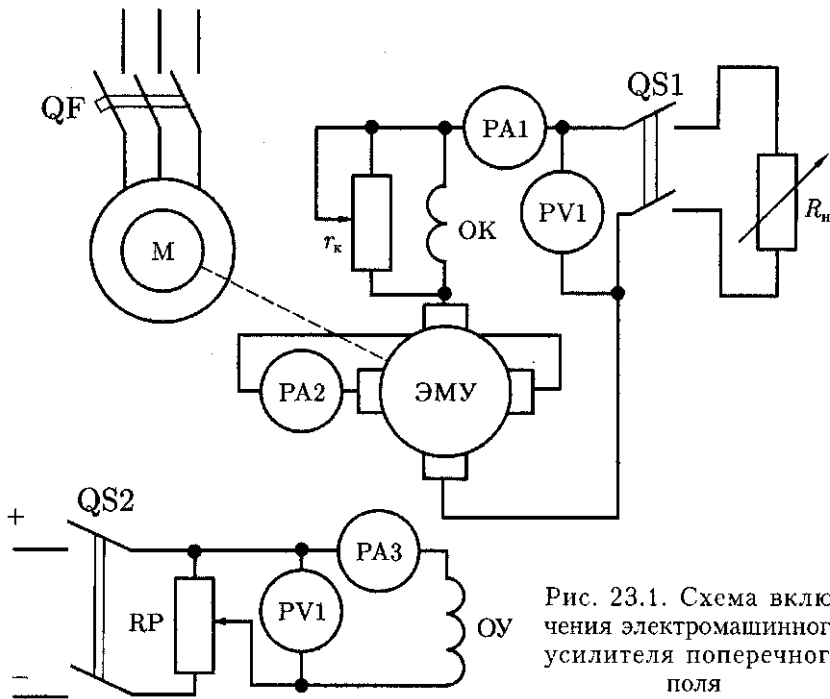 QF
М
r к
ОК
PA1
PV1
QS1
R н
PA2
ЭМУ
QS2
+
−
RP
PV1
PA3
ОУ
Рис. 23.1. Схема вклю
чения электромашинног
усилителя поперечног
поля